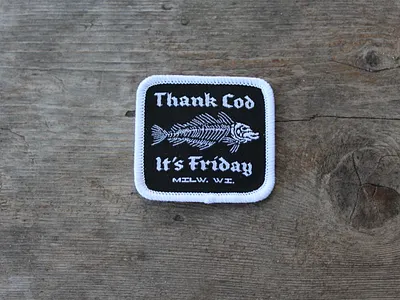 Thank Cod
It's Friday
MILW. WI.